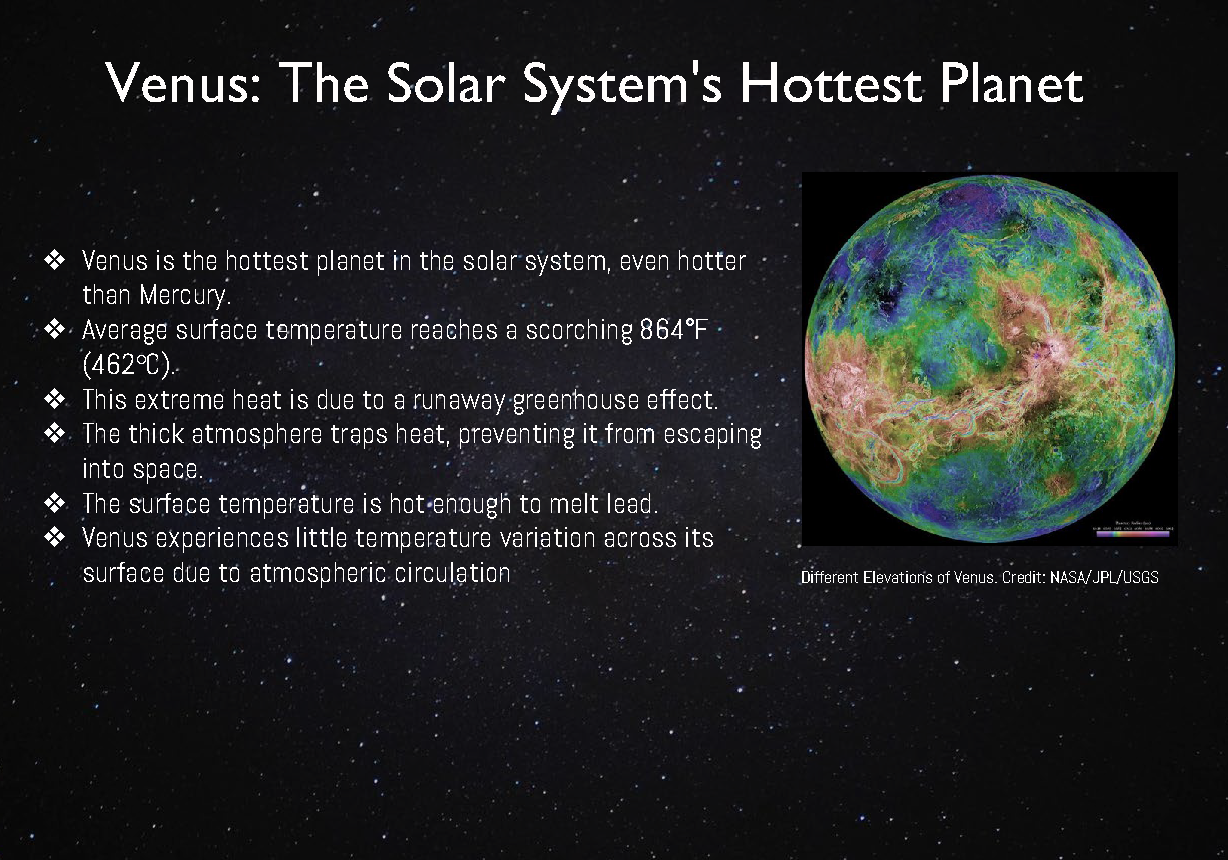 Venus: The Solar System's Hottest Planet
❖ Venus is the hottest planet in the solar system, even hotter
than Mercury.
❖ Average surface temperature reaches a scorching 864°F
(462°C).
❖ This extreme heat is due to a runaway greenhouse effect.
❖ The thick atmosphere traps heat, preventing it from escaping
into space.
❖ The surface temperature is hot enough to melt lead.
❖ Venus experiences little temperature variation across its
surface due to atmospheric circulation
Different Elevations of Venus. Credit: NASA/JPL/USGS